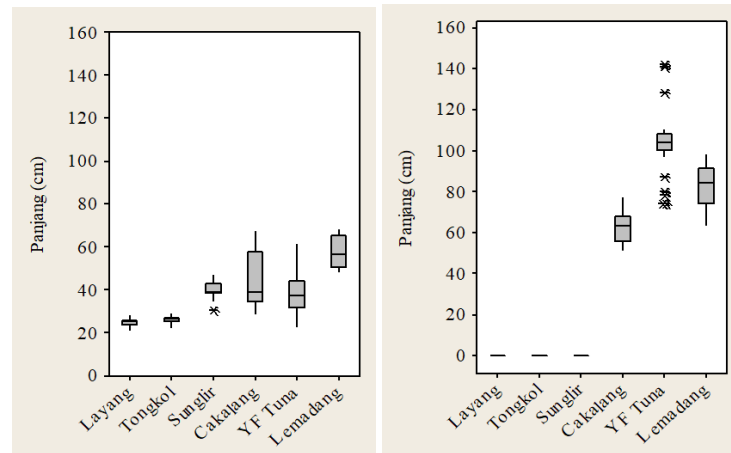 Panjang (cm)
160
140
120
100
80
60
40
20
0
Layang
Tongkol
Sunglir
Cakalang
YF Tuna
Lemadang
Panjang (cm)
160
140
120
100
80
60
40
20
0
Layang
Tongkol
Sunglir
Cakalang
YF Tuna
Lemadang